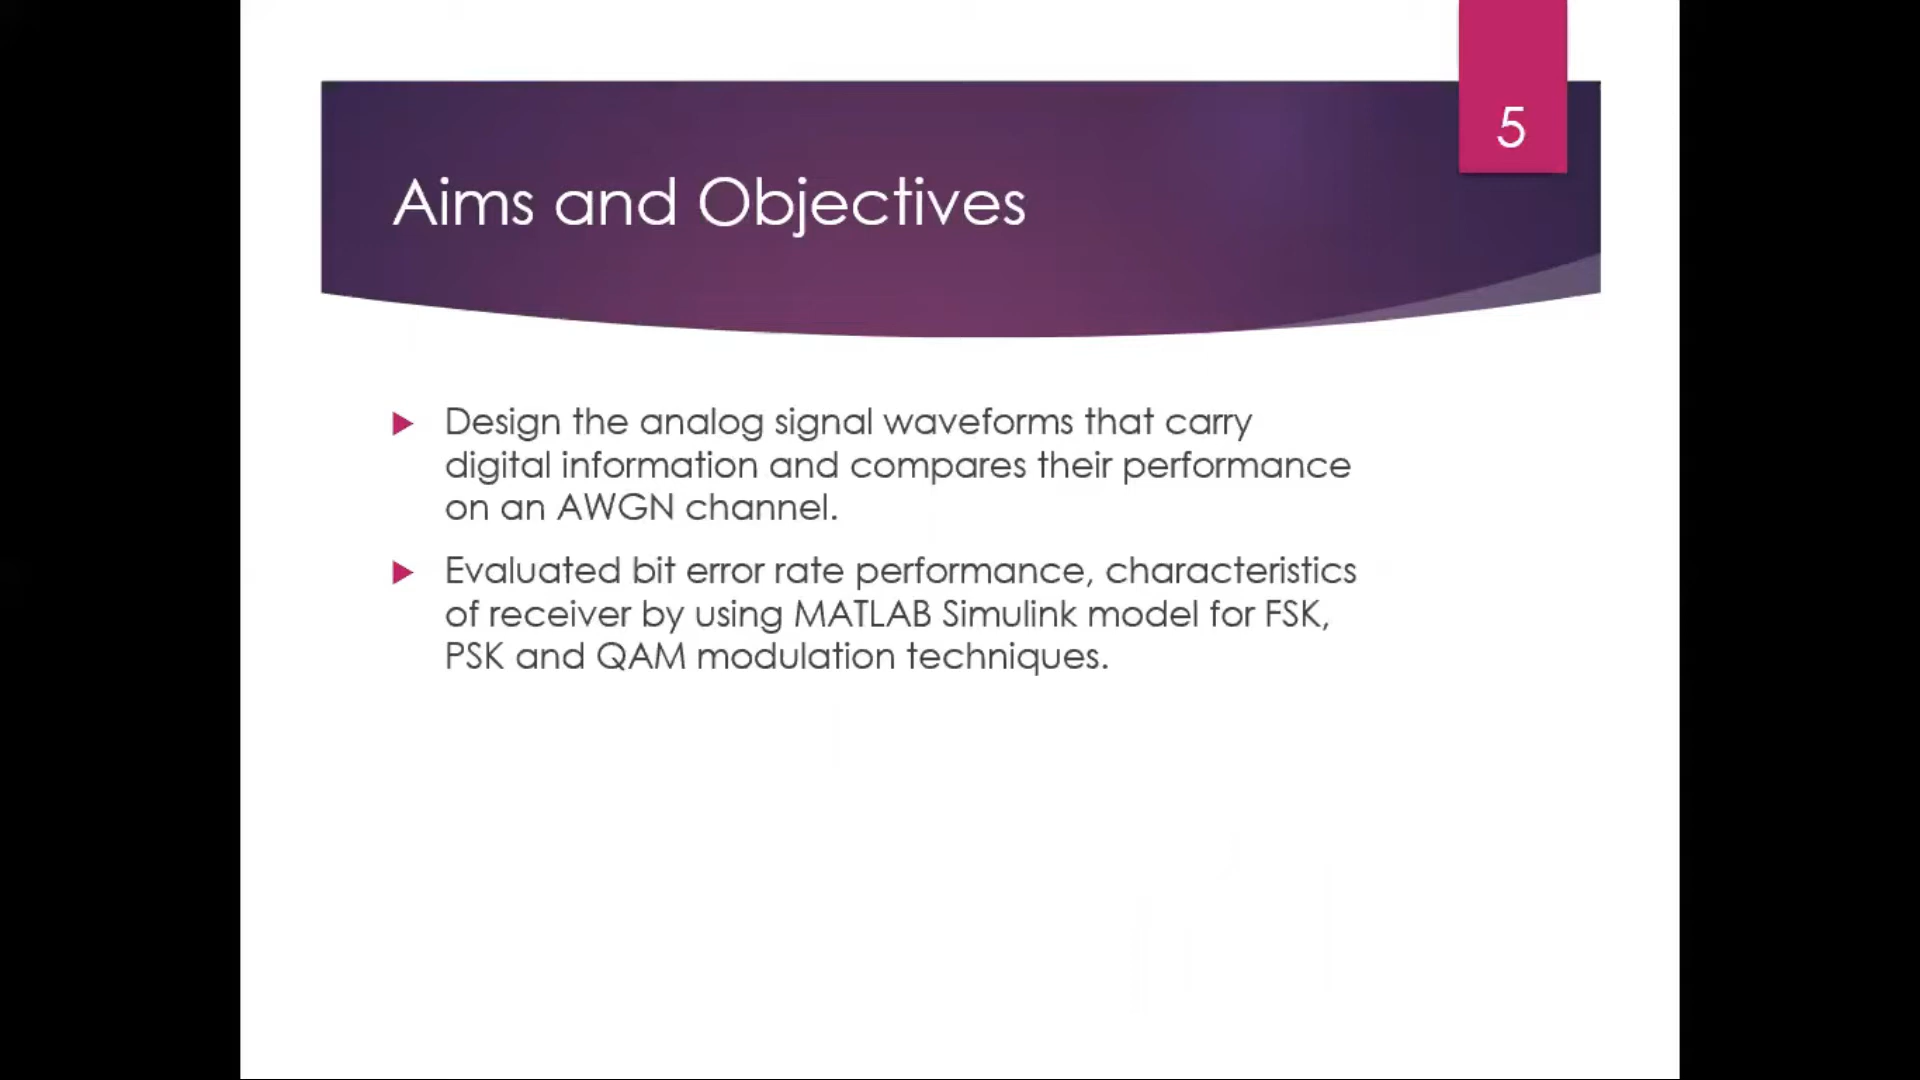 5
Aims and Objectives
Design the analog signal waveforms that carry
digital information and compares their performance
on an AWGN channel.
Evaluated bit error rate performance, characteristics
of receiver by using MATLAB Simulink model for FSK,
PSK and QAM modulation techniques.